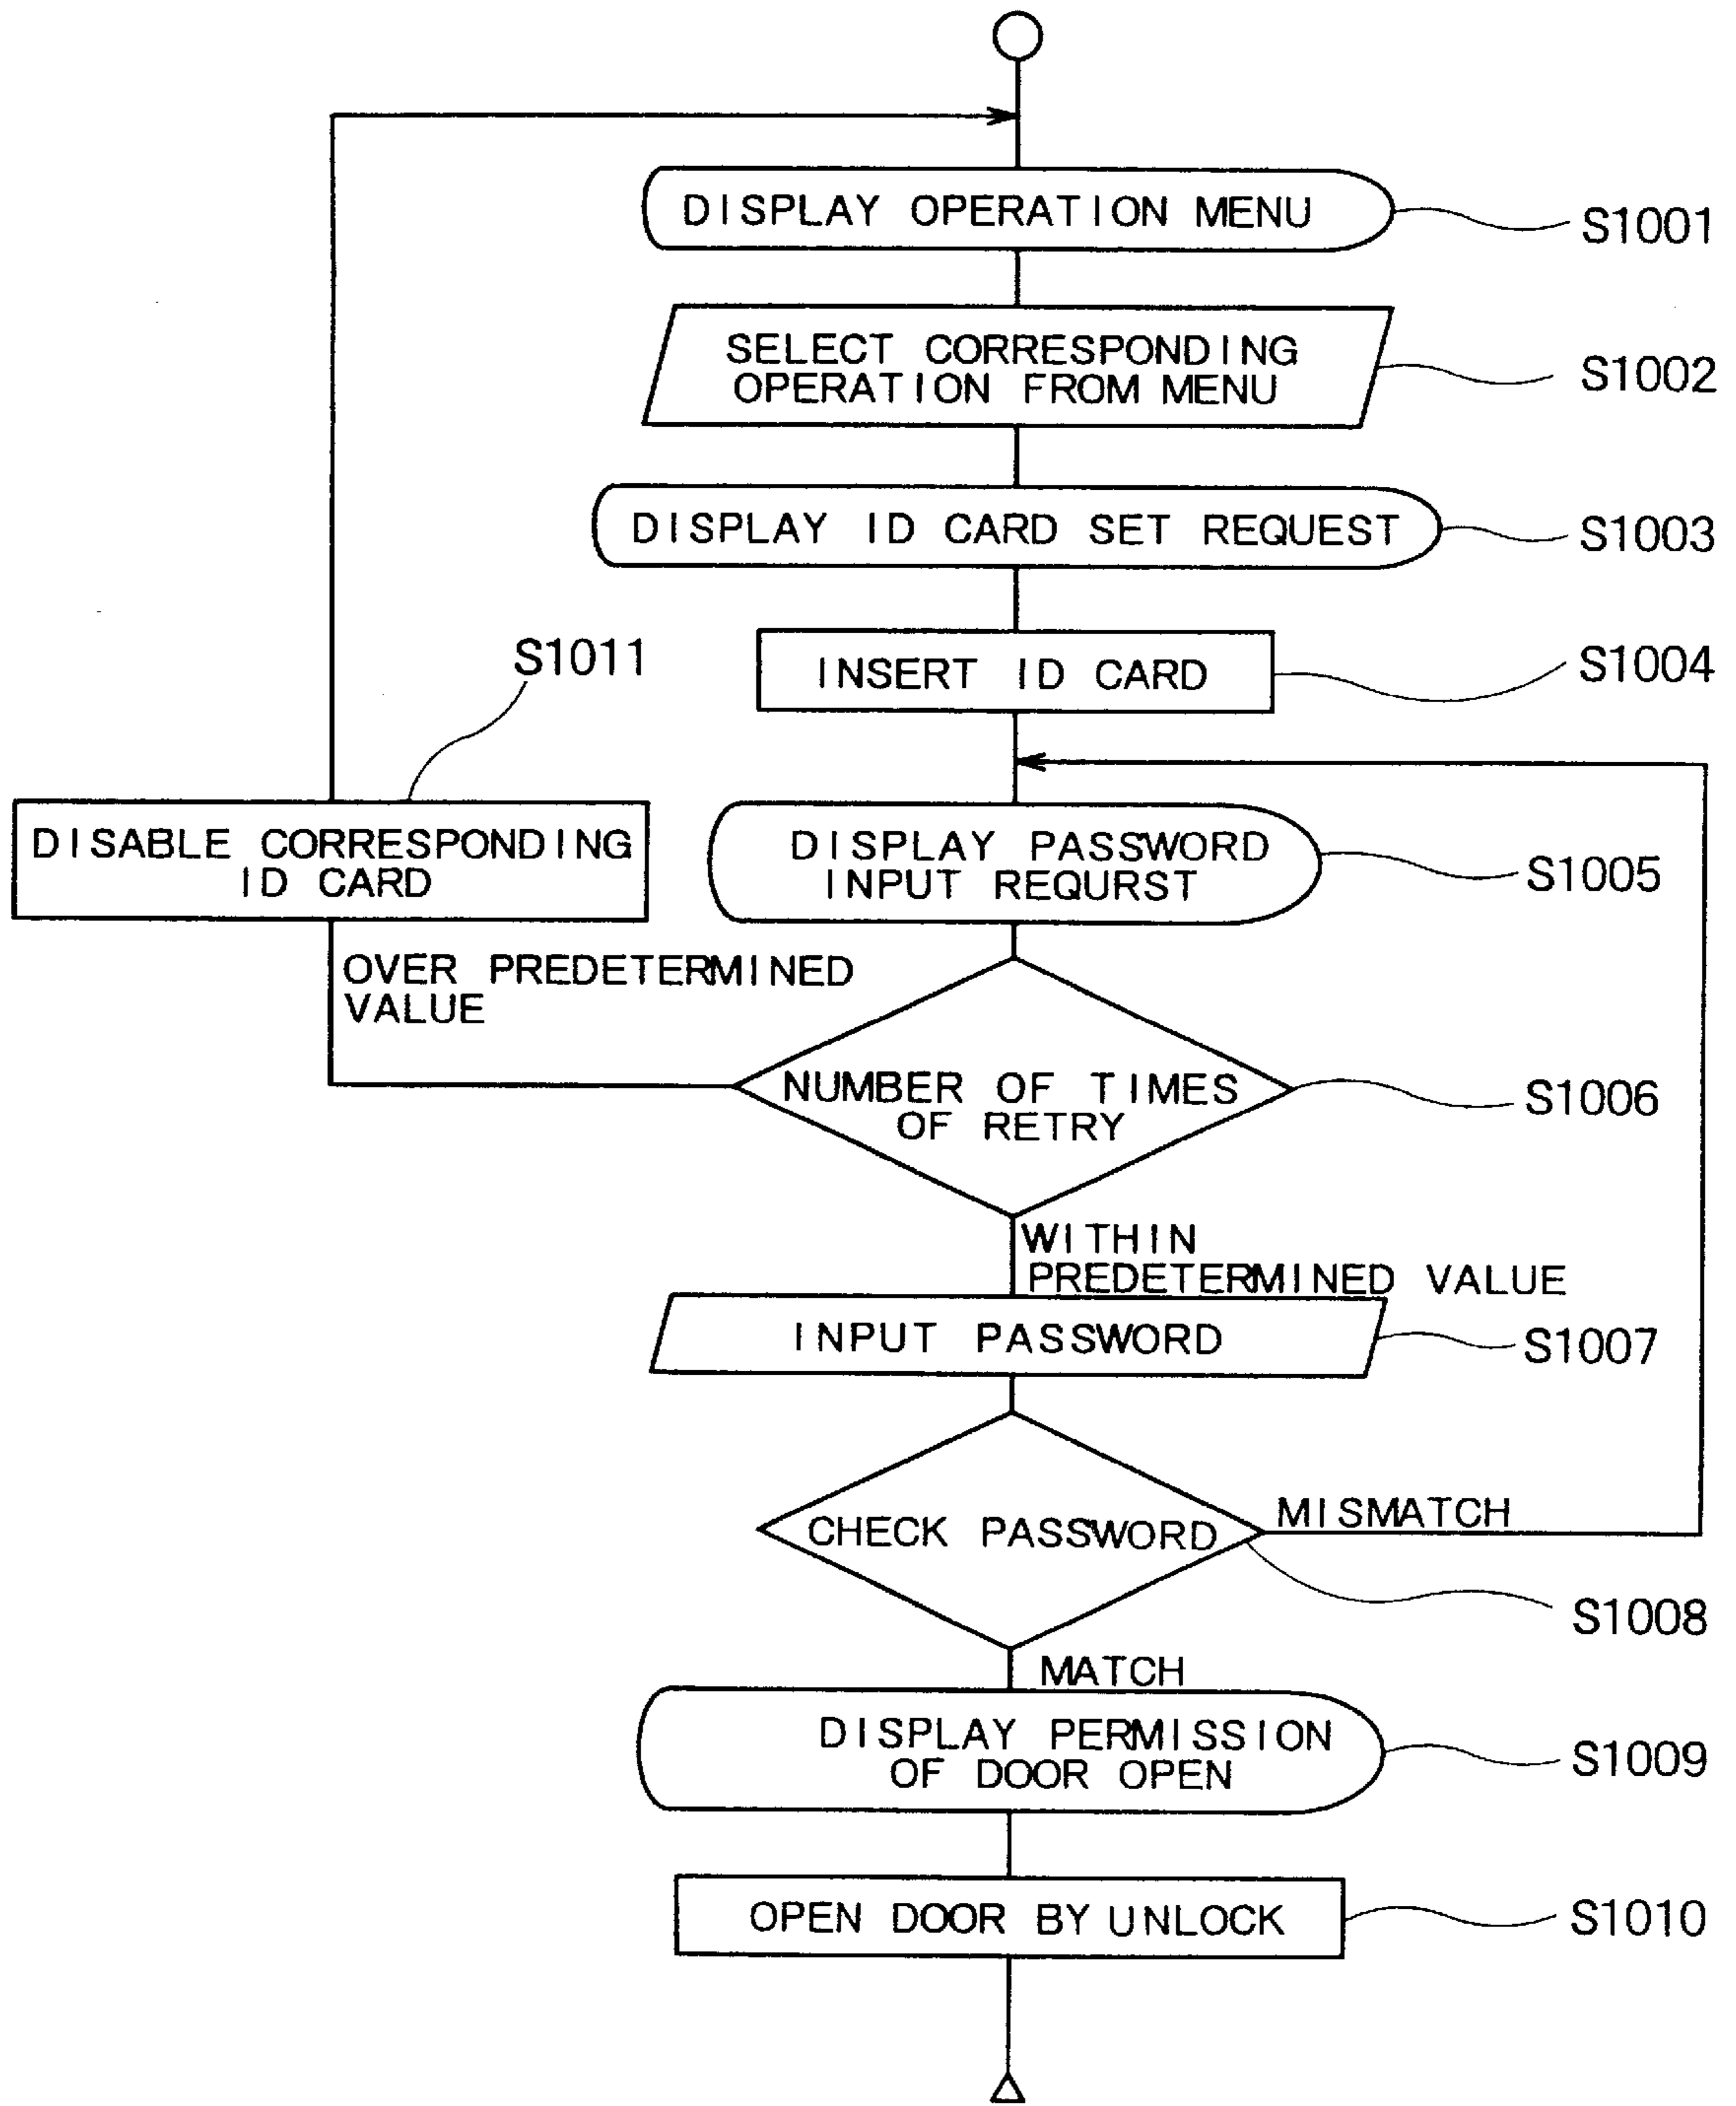 DISPLAY OPERATION MENU
S1001
SELECT CORRESPONDING
OPERATION FROM MENU
S1002
DISPLAY ID CARD SET REQUEST
S1003
INSERT ID CARD
S1004
S1011
DISABLE CORRESPONDING
ID CARD
DISPLAY PASSWORD
INPUT REQURST
S1005
OVER PREDETERMINED
VALUE
NUMBER OF TIMES
OF RETRY
S1006
WITHIN
PREDETERMINED VALUE
INPUT PASSWORD
S1007
CHECK PASSWORD
MISMATCH
S1008
MATCH
DISPLAY PERMISSION
OF DOOR OPEN
S1009
OPEN DOOR BY UNLOCK
S1010